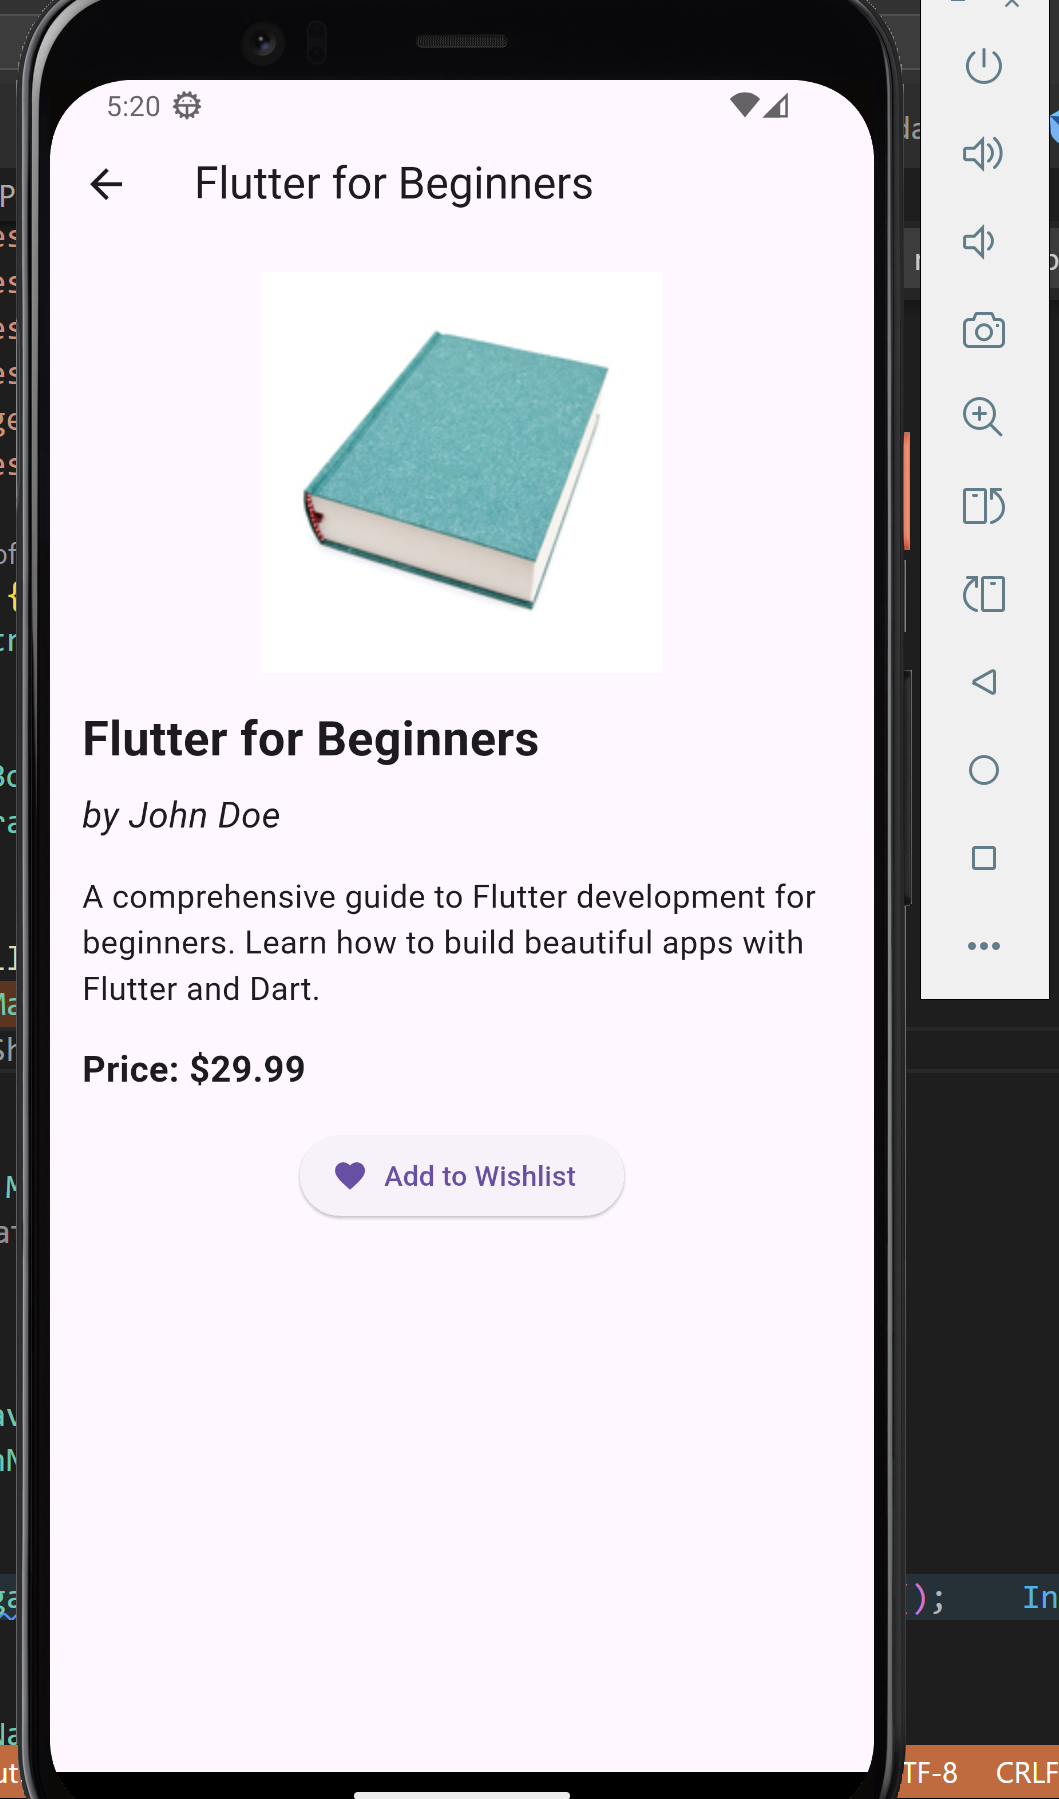 5:20
Flutter for Beginners
Flutter for Beginners
by John Doe
A comprehensive guide to Flutter development for
beginners. Learn how to build beautiful apps with
Flutter and Dart.
Price: $29.99
Add to Wishlist
);
In
TF-8 CRLF